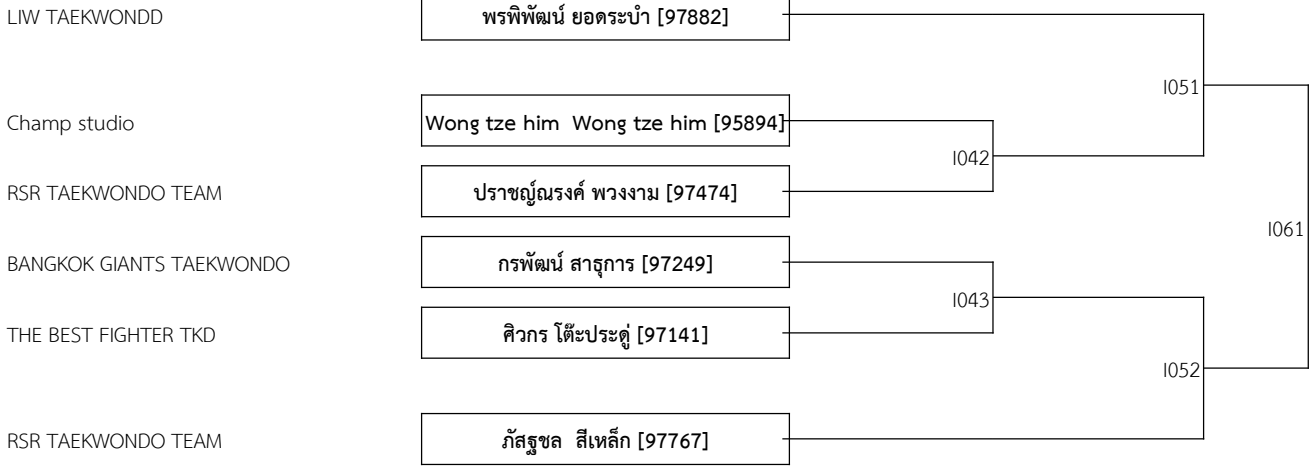 LIW TAEKWONDD พรพิพัฒน์ ยอดระบำ [97882]
I051
Champ studio Wong tze him  Wong tze him [95894]
I042
RSR TAEKWONDO TEAM ปราชญ์ณรงค์ พวงงาม [97474]
I061
BANGKOK GIANTS TAEKWONDO กรพัฒน์ สาธุการ [97249]
I043
THE BEST FIGHTER TKD ศิวกร โต๊ะประดู่ [97141]
I052
RSR TAEKWONDO TEAM ภัสฐชล  สีเหล็ก [97767]